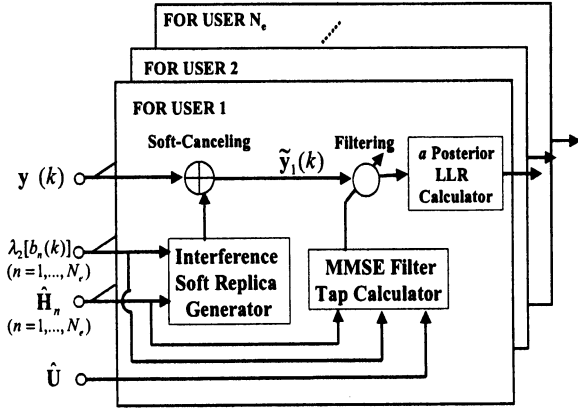 FOR USER Nₑ
FOR USER 2
FOR USER 1
Soft-Canceling
Filtering
y (k)
ỹ₁(k)
a Posterior
LLR
Calculator
λ₂[bₙ(k)]
(n=1,..., Nₑ)
Interference
Soft Replica
Generator
MMSE Filter
Tap Calculator
Ĥₙ
(n=1,..., Nₑ)
Û